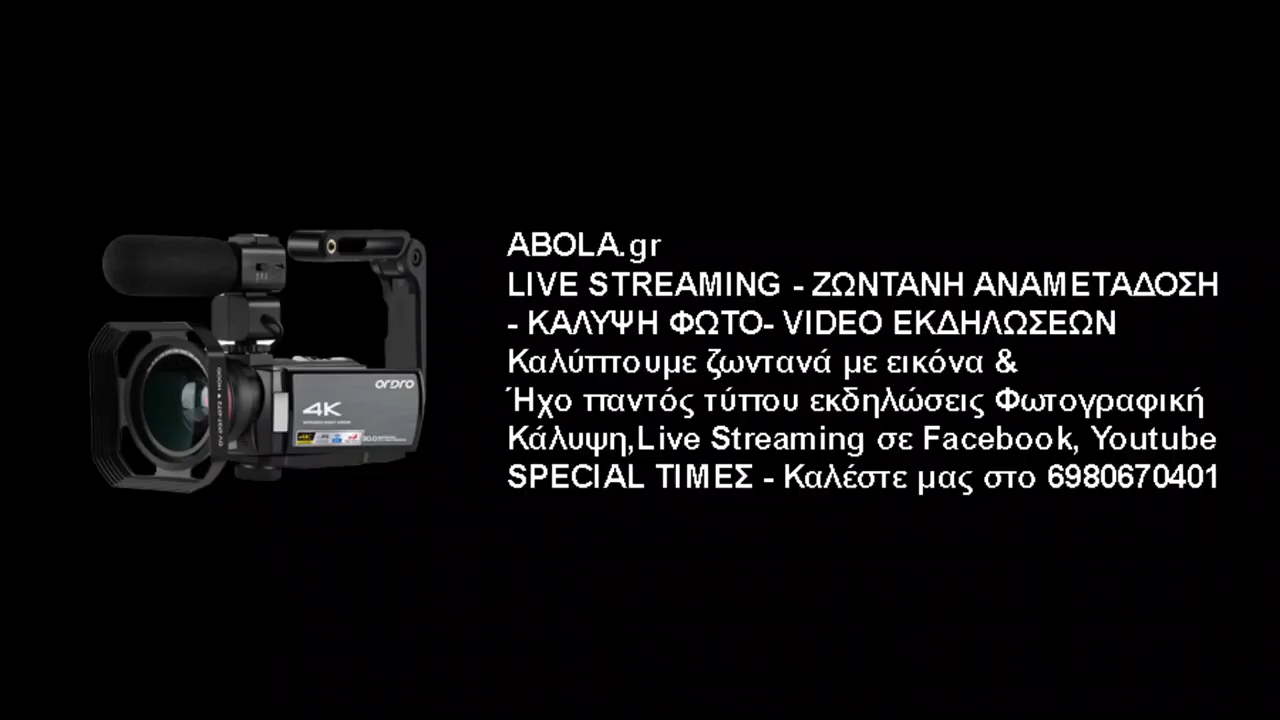 ABOLA.gr
LIVE STREAMING - ΖΩΝΤΑΝΗ ΑΝΑΜΕΤΑΔΟΣΗ
- ΚΑΛΥΨΗ ΦΩΤΟ- VIDEO ΕΚΔΗΛΩΣΕΩΝ
Καλύπτουμε ζωντανά με εικόνα &
Ήχο παντός τύπου εκδηλώσεις Φωτογραφική
Κάλυψη,Live Streaming σε Facebook, Youtube
SPECIAL TIMEΣ - Καλέστε μας στο 6980670401
ordro
4K